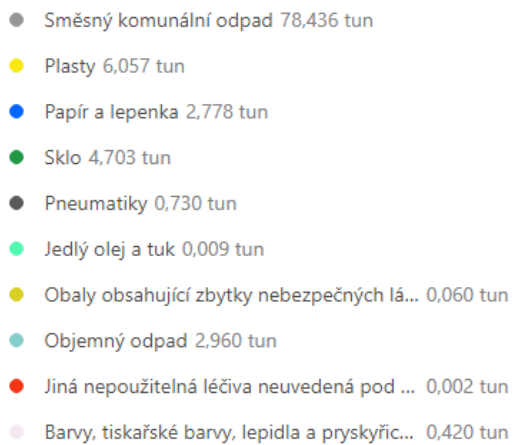 Směsný komunální odpad 78,436 tun
Plasty 6,057 tun
Papír a lepenka 2,778 tun
Sklo 4,703 tun
Pneumatiky 0,730 tun
Jedlý olej a tuk 0,009 tun
Obaly obsahující zbytky nebezpečných lá... 0,060 tun
Objemný odpad 2,960 tun
Jiná nepoužitelná léčiva neuvedená pod ... 0,002 tun
Barvy, tiskařské barvy, lepidla a pryskyřic... 0,420 tun